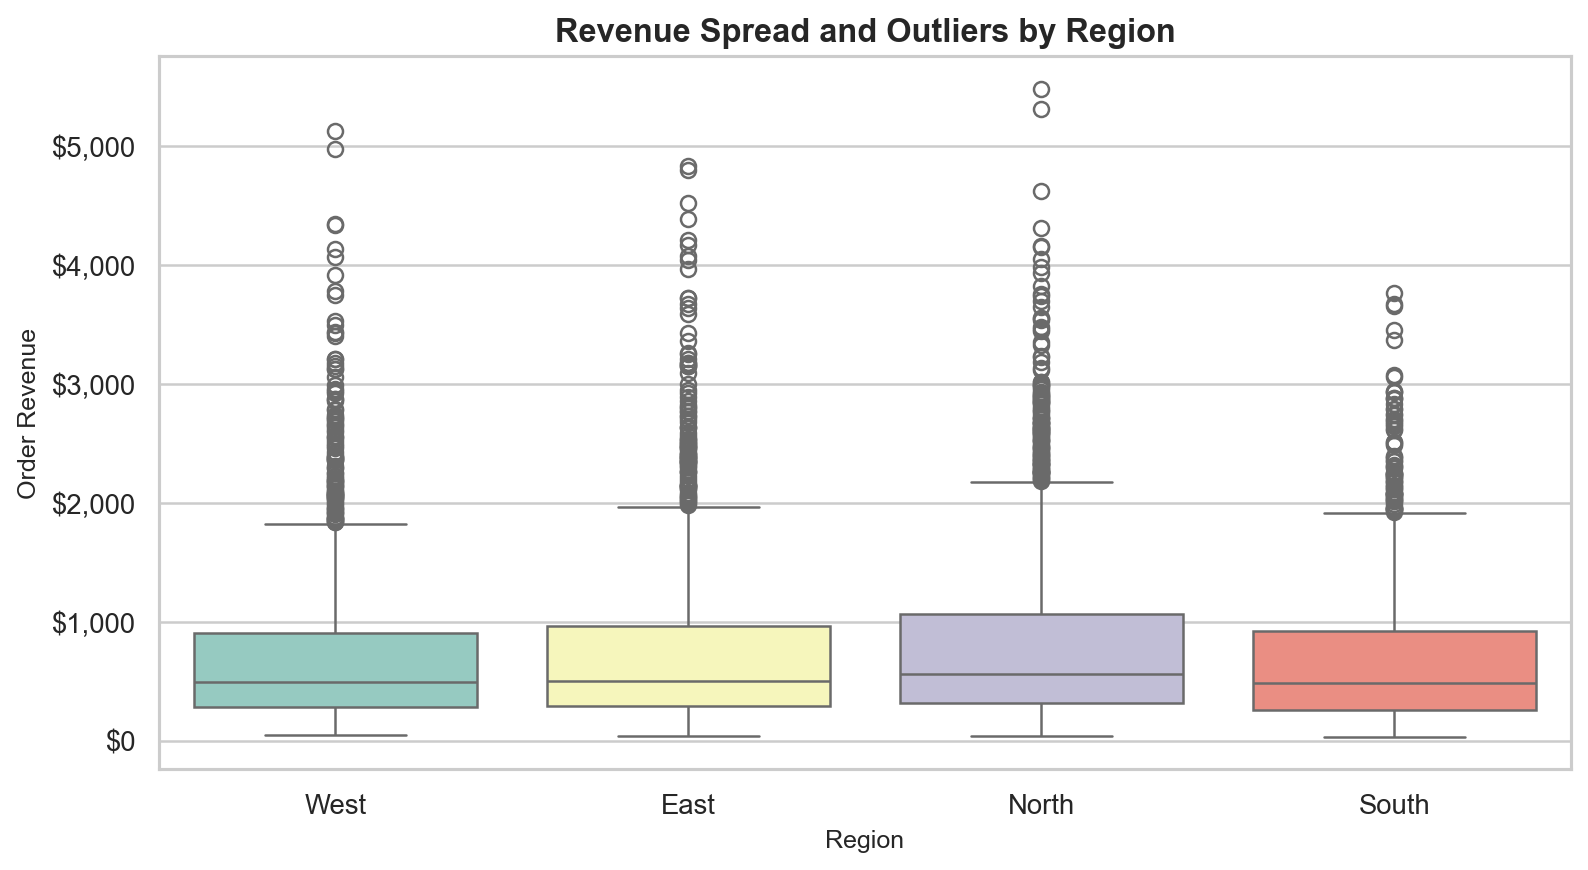 Revenue Spread and Outliers by Region
Order Revenue
$5,000
$4,000
$3,000
$2,000
$1,000
$0
West East North South
Region